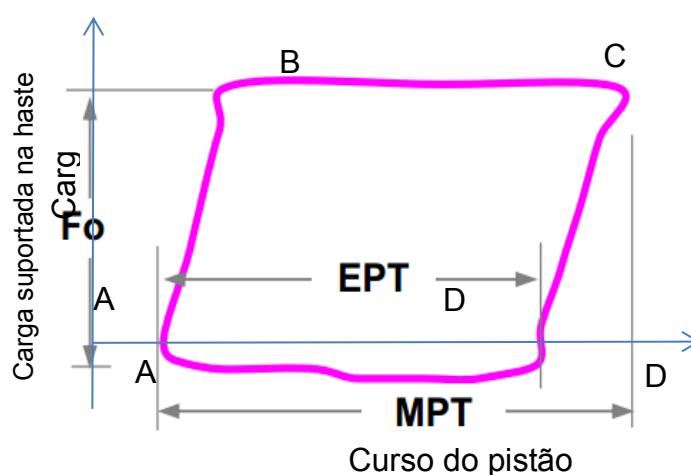 Carga suportada na haste
Carg
Fo
A
B
C
EPT
D
A
D
MPT
Curso do pistão